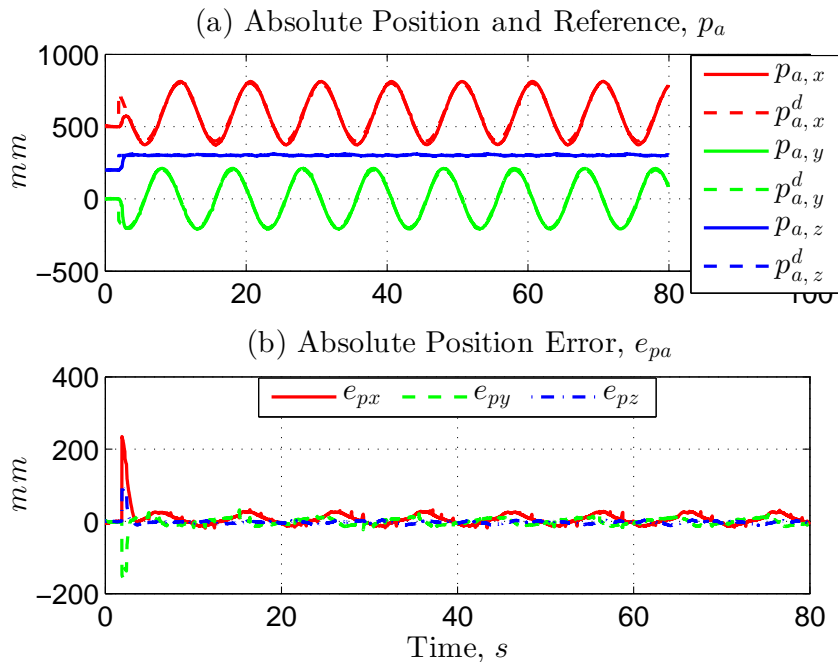 (a) Absolute Position and Reference, p_a
1000
500
0
−500
mm
0
20
40
60
80
100
p_{a, x}
p^d_{a, x}
p_{a, y}
p^d_{a, y}
p_{a, z}
p^d_{a, z}
(b) Absolute Position Error, e_{pa}
400
200
0
−200
mm
e_{px}
e_{py}
e_{pz}
0
20
40
60
80
Time, s